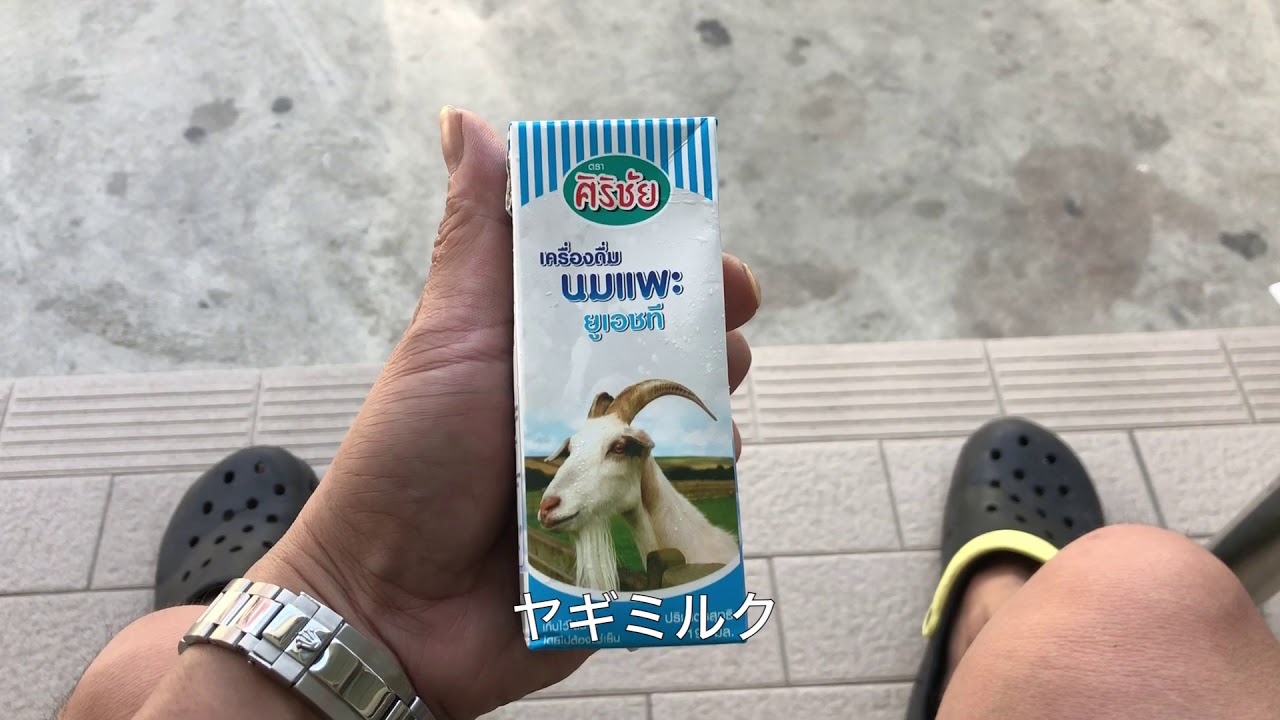 ตรา
ศิริชัย
เครื่องดื่ม
นมแพะ
ยูเอชที
ヤギミルク